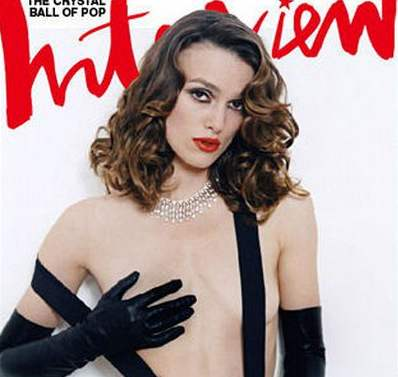 THE CRYSTAL
BALL OF POP
Interview